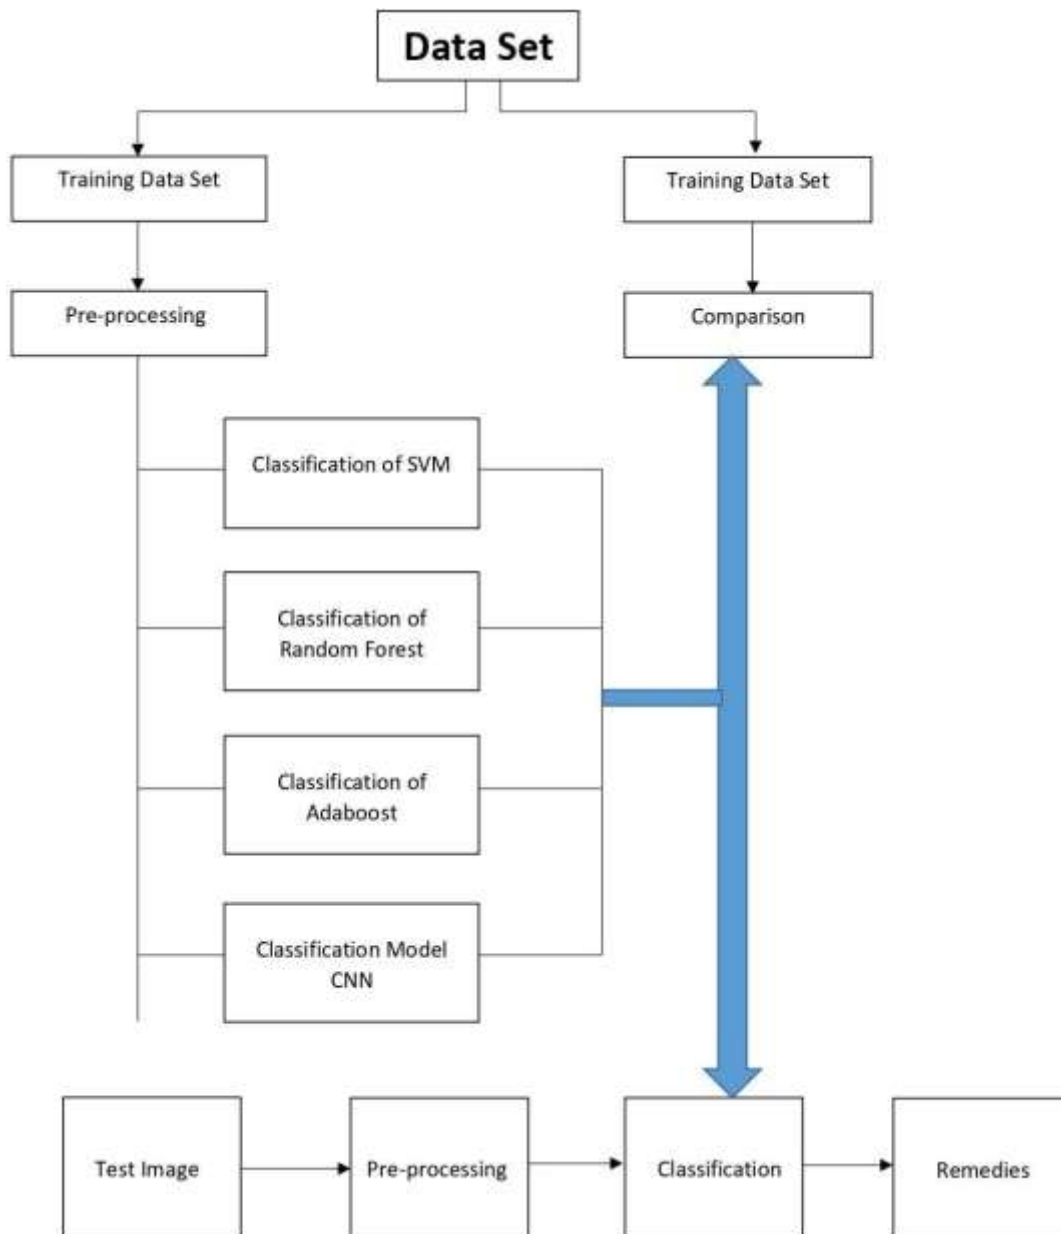 Data Set
Training Data Set
Training Data Set
Pre-processing
Comparison
Classification of SVM
Classification of
Random Forest
Classification of
Adaboost
Classification Model
CNN
Test Image
Pre-processing
Classification
Remedies